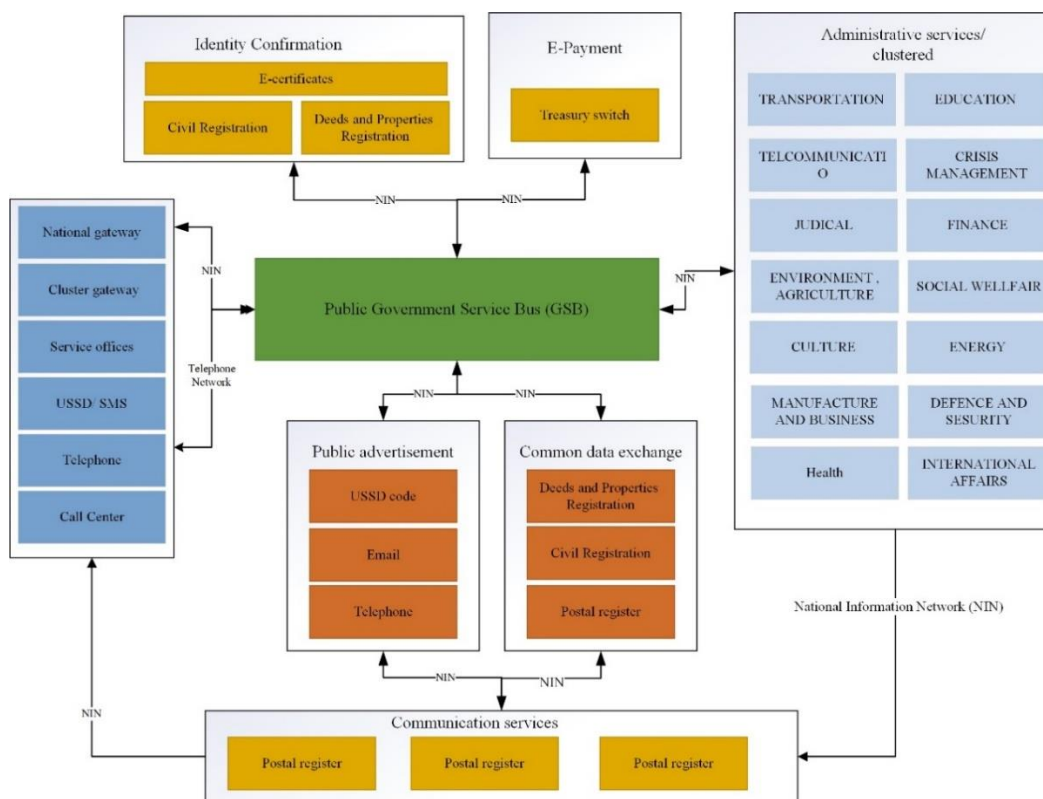 Identity Confirmation
E-certificates
Civil Registration
Deeds and Properties
Registration
E-Payment
Treasury switch
Administrative services/
clustered
TRANSPORTATION
EDUCATION
TELCOMMUNICATI
O
CRISIS
MANAGEMENT
JUDICAL
FINANCE
ENVIRONMENT ,
AGRICULTURE
SOCIAL WELLFAIR
CULTURE
ENERGY
MANUFACTURE
AND BUSINESS
DEFENCE AND
SESURITY
Health
INTERNATIONAL
AFFAIRS
NIN
NIN
National gateway
Cluster gateway
Service offices
USSD/ SMS
Telephone
Call Center
NIN
Telephone
Network
Public Government Service Bus (GSB)
NIN
NIN
NIN
Public advertisement
USSD code
Email
Telephone
Common data exchange
Deeds and Properties
Registration
Civil Registration
Postal register
National Information Network (NIN)
NIN
NIN
NIN
Communication services
Postal register
Postal register
Postal register